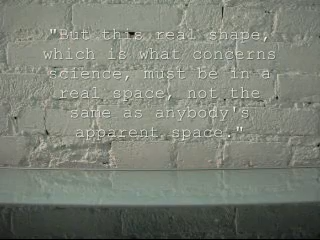 "But this real shape,
which is what concerns
science, must be in a
real space, not the
same as anybody's
apparent space."